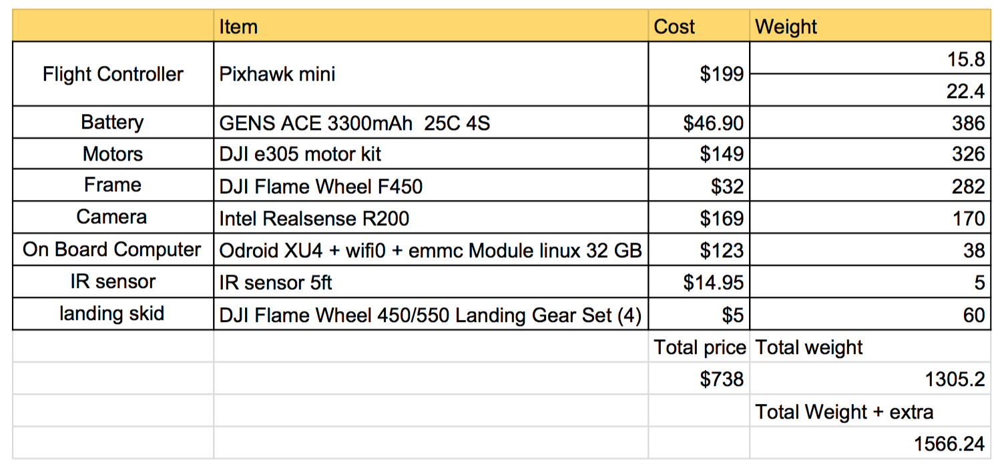 Item Cost Weight
Flight Controller Pixhawk mini $199 15.8
22.4
Battery GENS ACE 3300mAh  25C 4S $46.90 386
Motors DJI e305 motor kit $149 326
Frame DJI Flame Wheel F450 $32 282
Camera Intel Realsense R200 $169 170
On Board Computer Odroid XU4 + wifi0 + emmc Module linux 32 GB $123 38
IR sensor IR sensor 5ft $14.95 5
landing skid DJI Flame Wheel 450/550 Landing Gear Set (4) $5 60
Total price Total weight
$738 1305.2
Total Weight + extra
1566.24